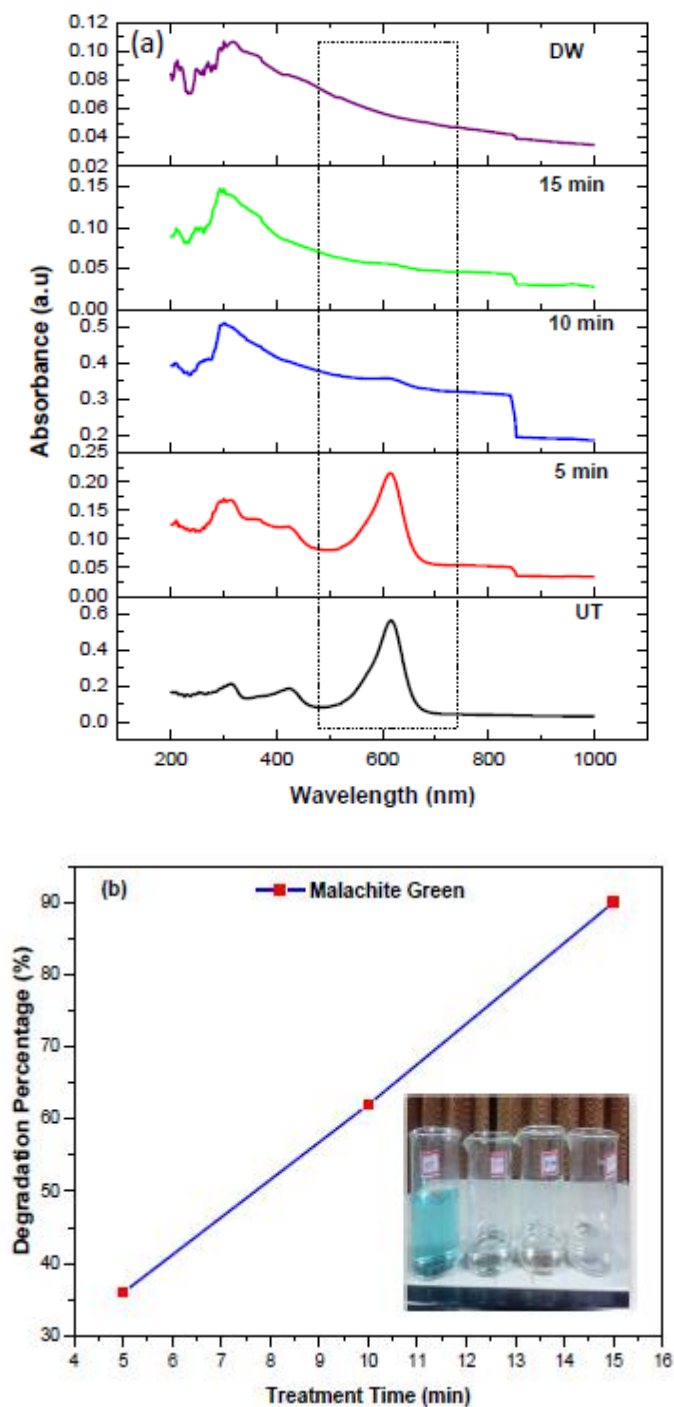 (a)
DW
0.12
0.10
0.08
0.06
0.04
0.02
15 min
0.15
0.10
0.05
0.00
10 min
0.5
0.4
0.3
0.2
5 min
0.25
0.20
0.15
0.10
0.05
0.00
UT
0.6
0.4
0.2
0.0
Absorbance (a.u)
200 400 600 800 1000
Wavelength (nm)
(b)
Malachite Green
90
80
70
60
50
40
30
Degradation Percentage (%)
4 5 6 7 8 9 10 11 12 13 14 15 16
Treatment Time (min)